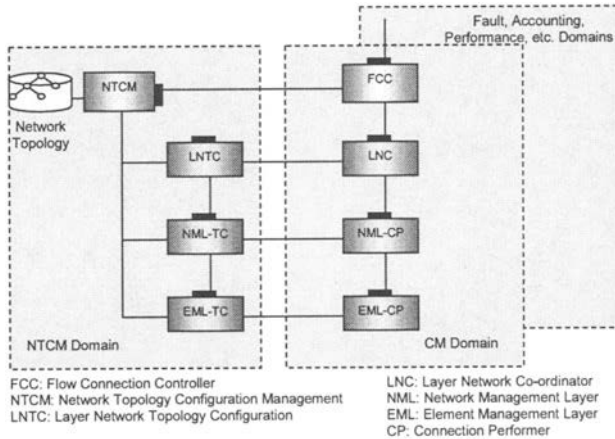 Fault, Accounting,
Performance, etc. Domains
NTCM
FCC
Network
Topology
LNTC
LNC
NML-TC
NML-CP
EML-TC
EML-CP
NTCM Domain
CM Domain
FCC: Flow Connection Controller
NTCM: Network Topology Configuration Management
LNTC: Layer Network Topology Configuration
LNC: Layer Network Co-ordinator
NML: Network Management Layer
EML: Element Management Layer
CP: Connection Performer